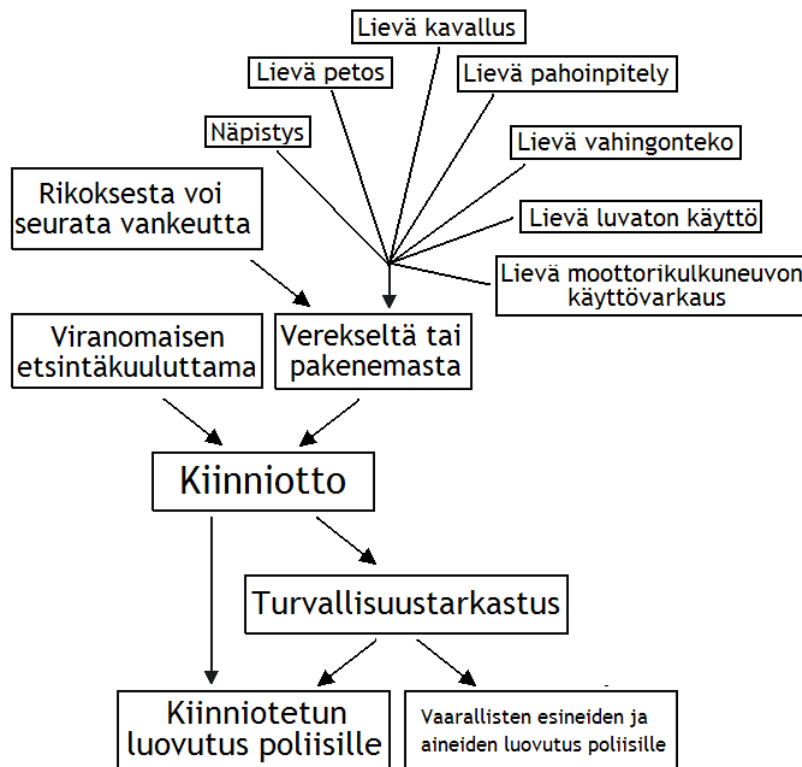 Lievä kavallus
Lievä petos
Lievä pahoinpitely
Näpistys
Lievä vahingonteko
Rikoksesta voi
seurata vankeutta
Lievä luvaton käyttö
Lievä moottorikulkuneuvon
käyttövarkaus
Viranomaisen
etsintäkuuluttama
Verekseltä tai
pakenemasta
Kiinniotto
Turvallisuustarkastus
Kiinniotetun
luovutus poliisille
Vaarallisten esineiden ja
aineiden luovutus poliisille